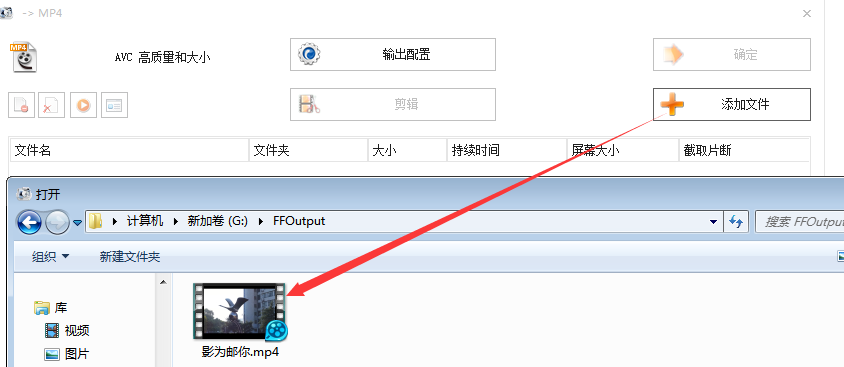 -> MP4
MP4
AVC 高质量和大小
输出配置
确定
剪辑
添加文件
文件名 文件夹 大小 持续时间 屏幕大小 截取片断
打开
计算机 新加卷 (G:) FFOutput
搜索 FFOutput
组织 新建文件夹
库
视频
图片
影为邮你.mp4